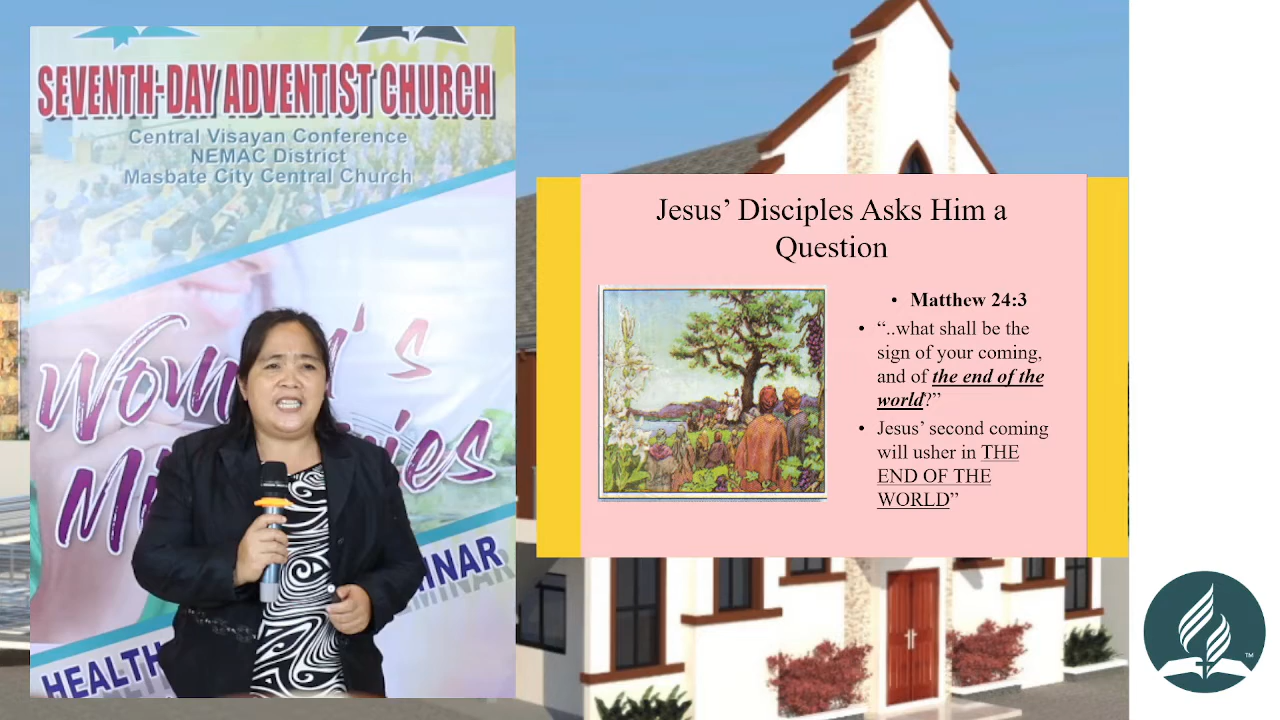 SEVENTH-DAY ADVENTIST CHURCH
Central Visayan Conference
NEMAC District
Masbate City Central Church
HEALTH
Jesus’ Disciples Asks Him a
Question
• Matthew 24:3
• “..what shall be the
sign of your coming,
and of the end of the
world?”
• Jesus’ second coming
will usher in THE
END OF THE
WORLD”
TM